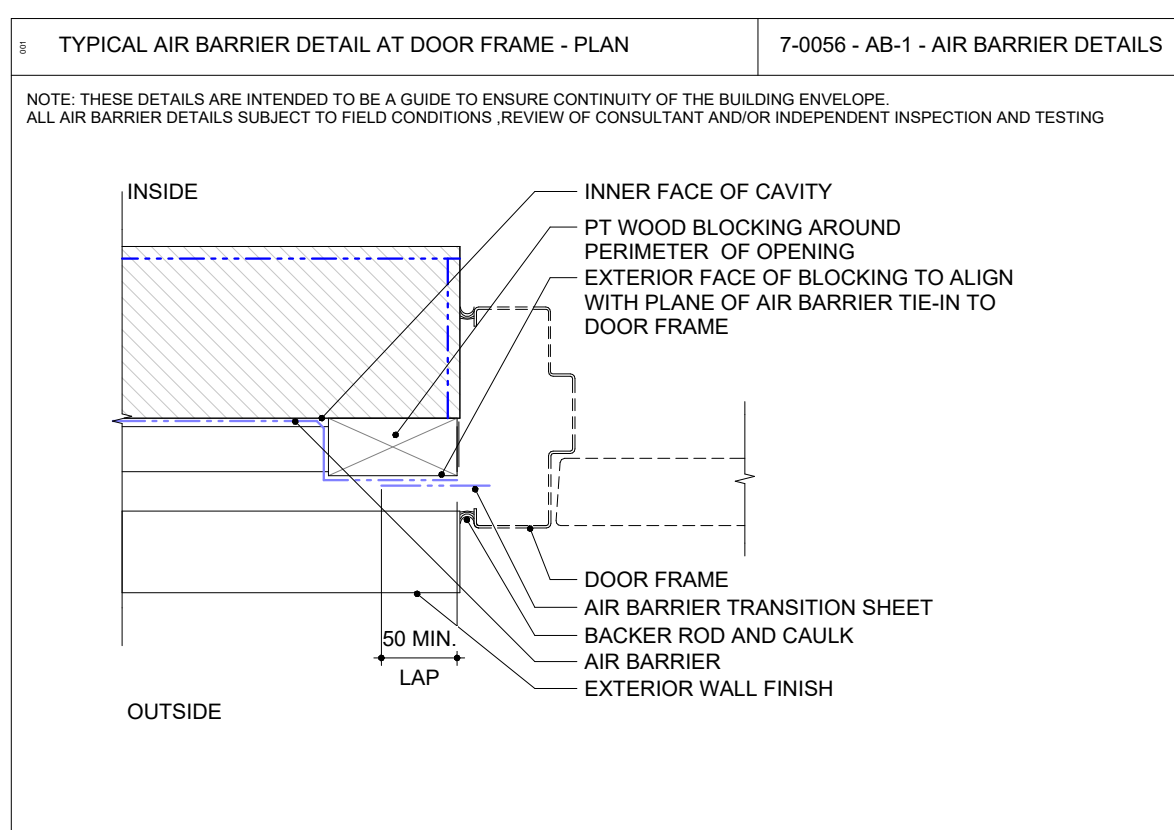 001
TYPICAL AIR BARRIER DETAIL AT DOOR FRAME - PLAN
7-0056 - AB-1 - AIR BARRIER DETAILS
NOTE: THESE DETAILS ARE INTENDED TO BE A GUIDE TO ENSURE CONTINUITY OF THE BUILDING ENVELOPE.
ALL AIR BARRIER DETAILS SUBJECT TO FIELD CONDITIONS ,REVIEW OF CONSULTANT AND/OR INDEPENDENT INSPECTION AND TESTING
INSIDE
INNER FACE OF CAVITY
PT WOOD BLOCKING AROUND
PERIMETER OF OPENING
EXTERIOR FACE OF BLOCKING TO ALIGN
WITH PLANE OF AIR BARRIER TIE-IN TO
DOOR FRAME
DOOR FRAME
AIR BARRIER TRANSITION SHEET
BACKER ROD AND CAULK
AIR BARRIER
EXTERIOR WALL FINISH
50 MIN.
LAP
OUTSIDE